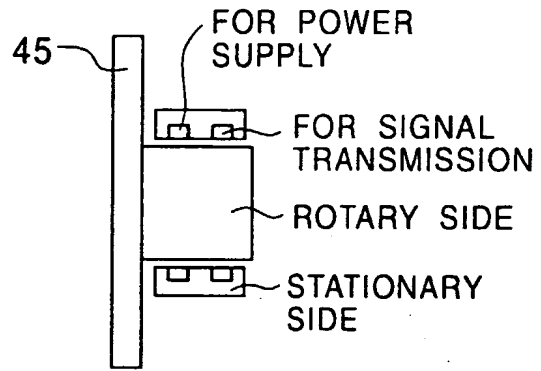 45
FOR POWER
SUPPLY
FOR SIGNAL
TRANSMISSION
ROTARY SIDE
STATIONARY
SIDE